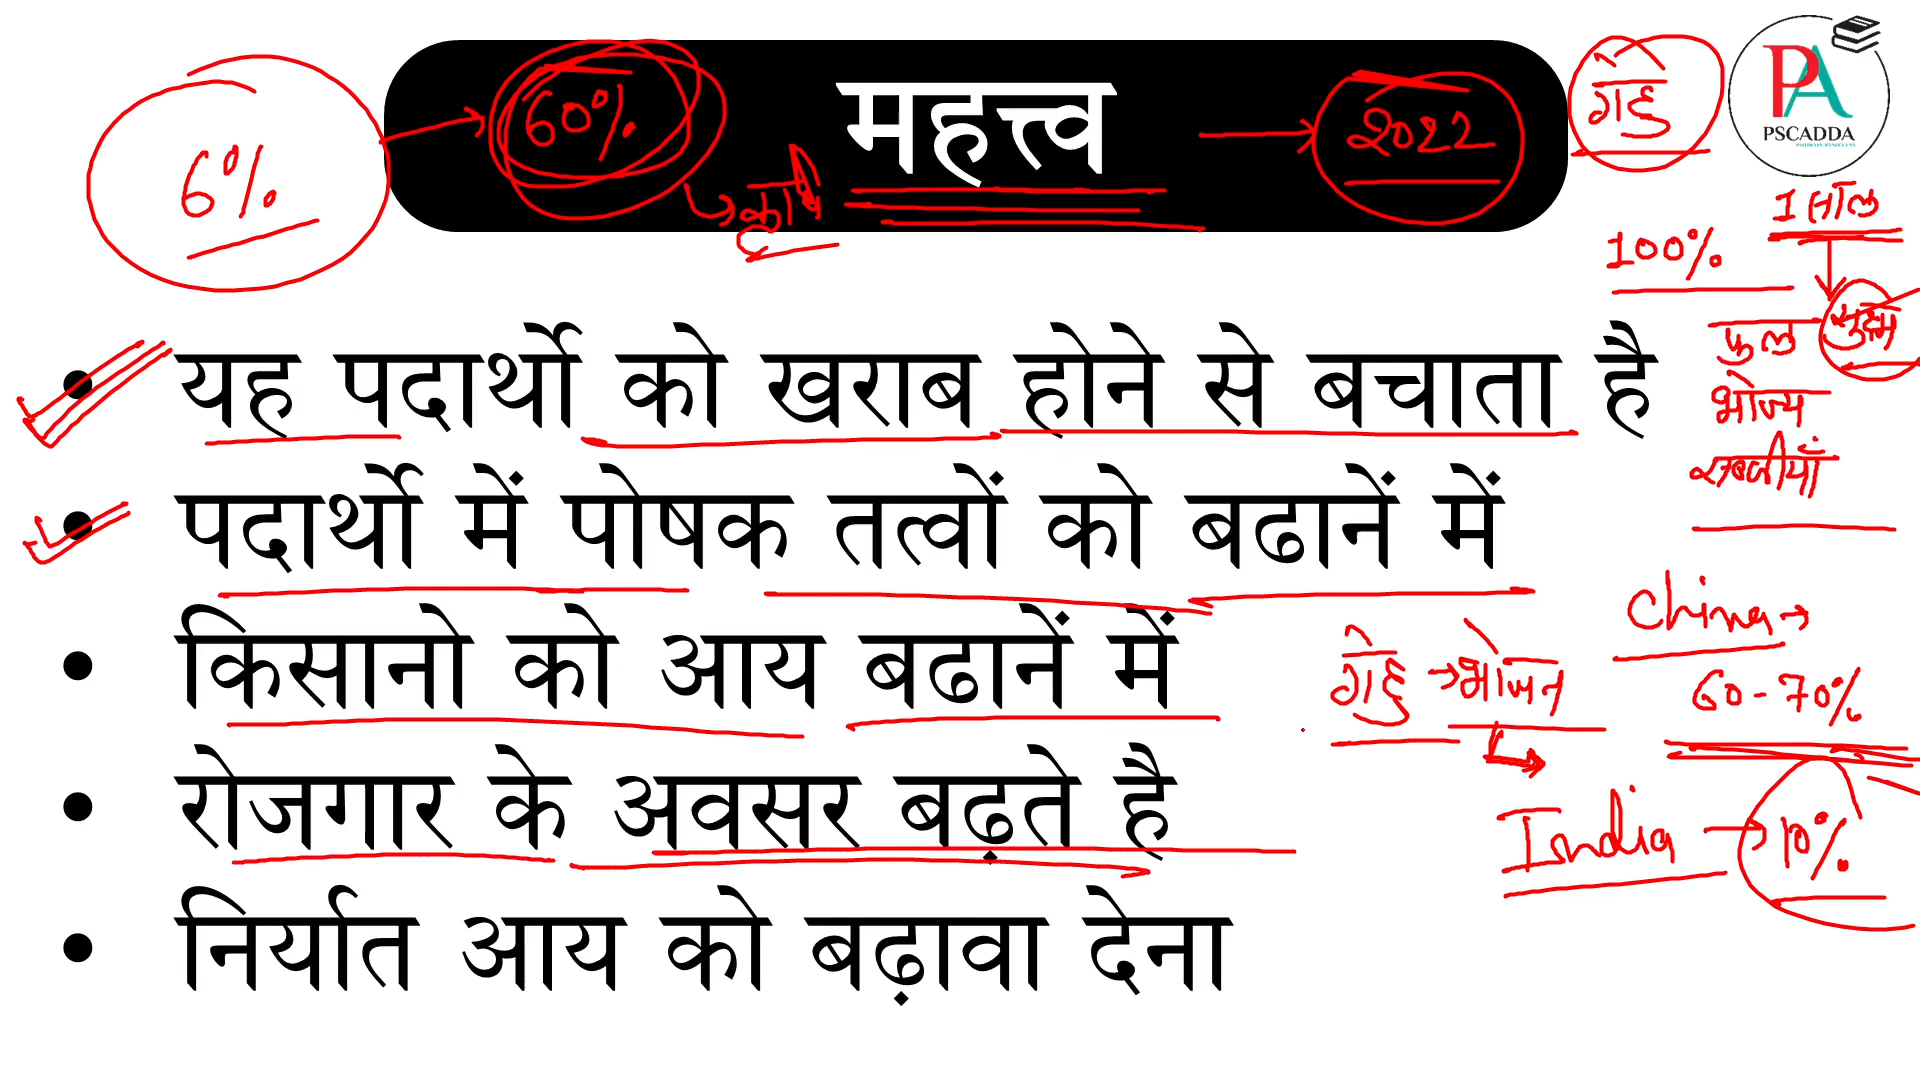 6%
60%
महत्त्व
2022
गेहु
PA
PSCADDA
कृषि
1 साल
100%
फुल
भोज्य
सब्जीयाँ
• यह पदार्थो को खराब होने से बचाता है
• पदार्थो में पोषक तत्वों को बढानें में
• किसानो को आय बढानें में
• रोजगार के अवसर बढ़ते है
• निर्यात आय को बढ़ावा देना
China →
गेहु → भोजन
60-70%
India → 10%